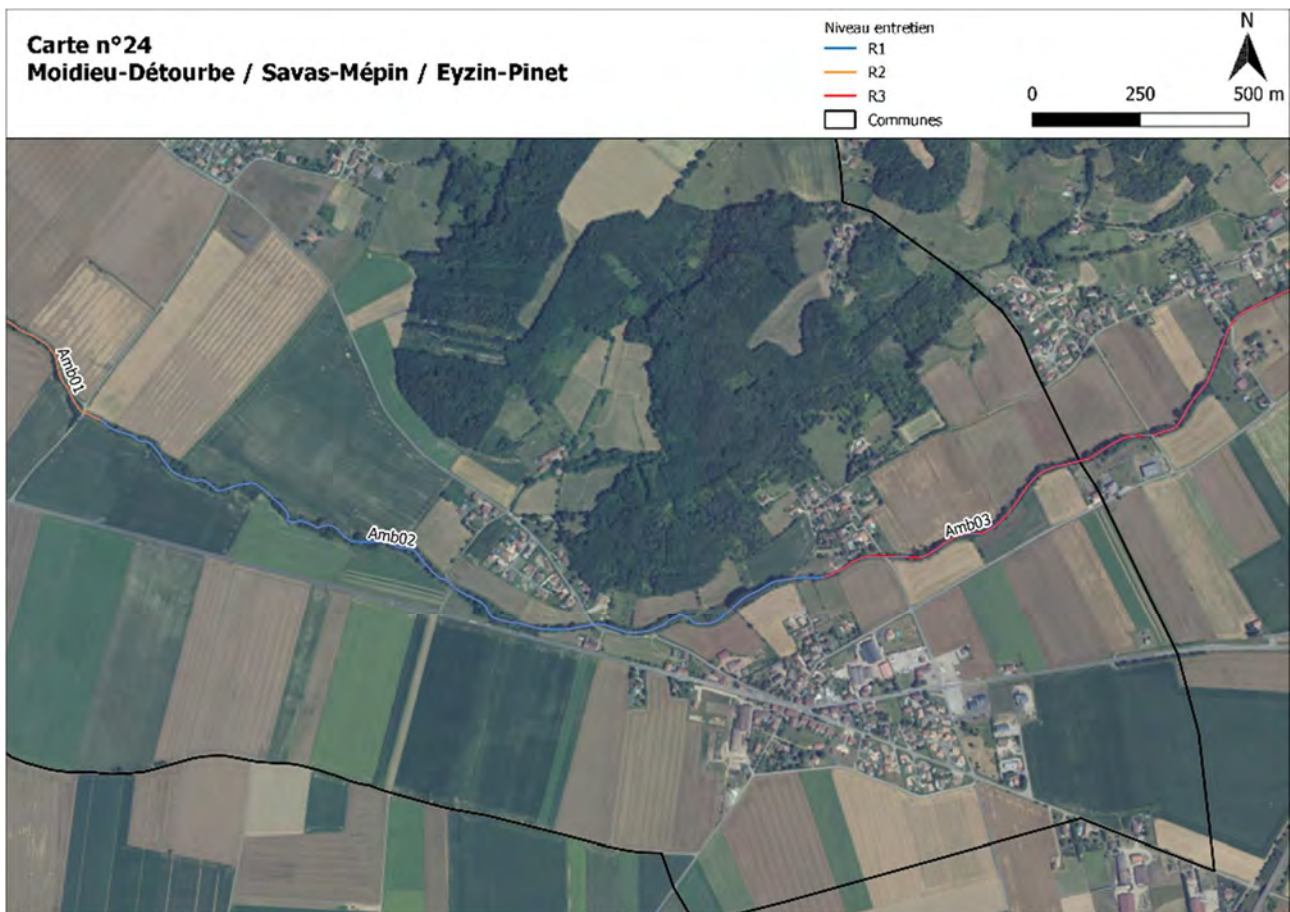 Carte n°24
Moidieu-Détourbe / Savas-Mépin / Eyzin-Pinet
Niveau entretien
R1
R2
R3
Communes
N
0 250 500 m
Amb01
Amb02
Amb03